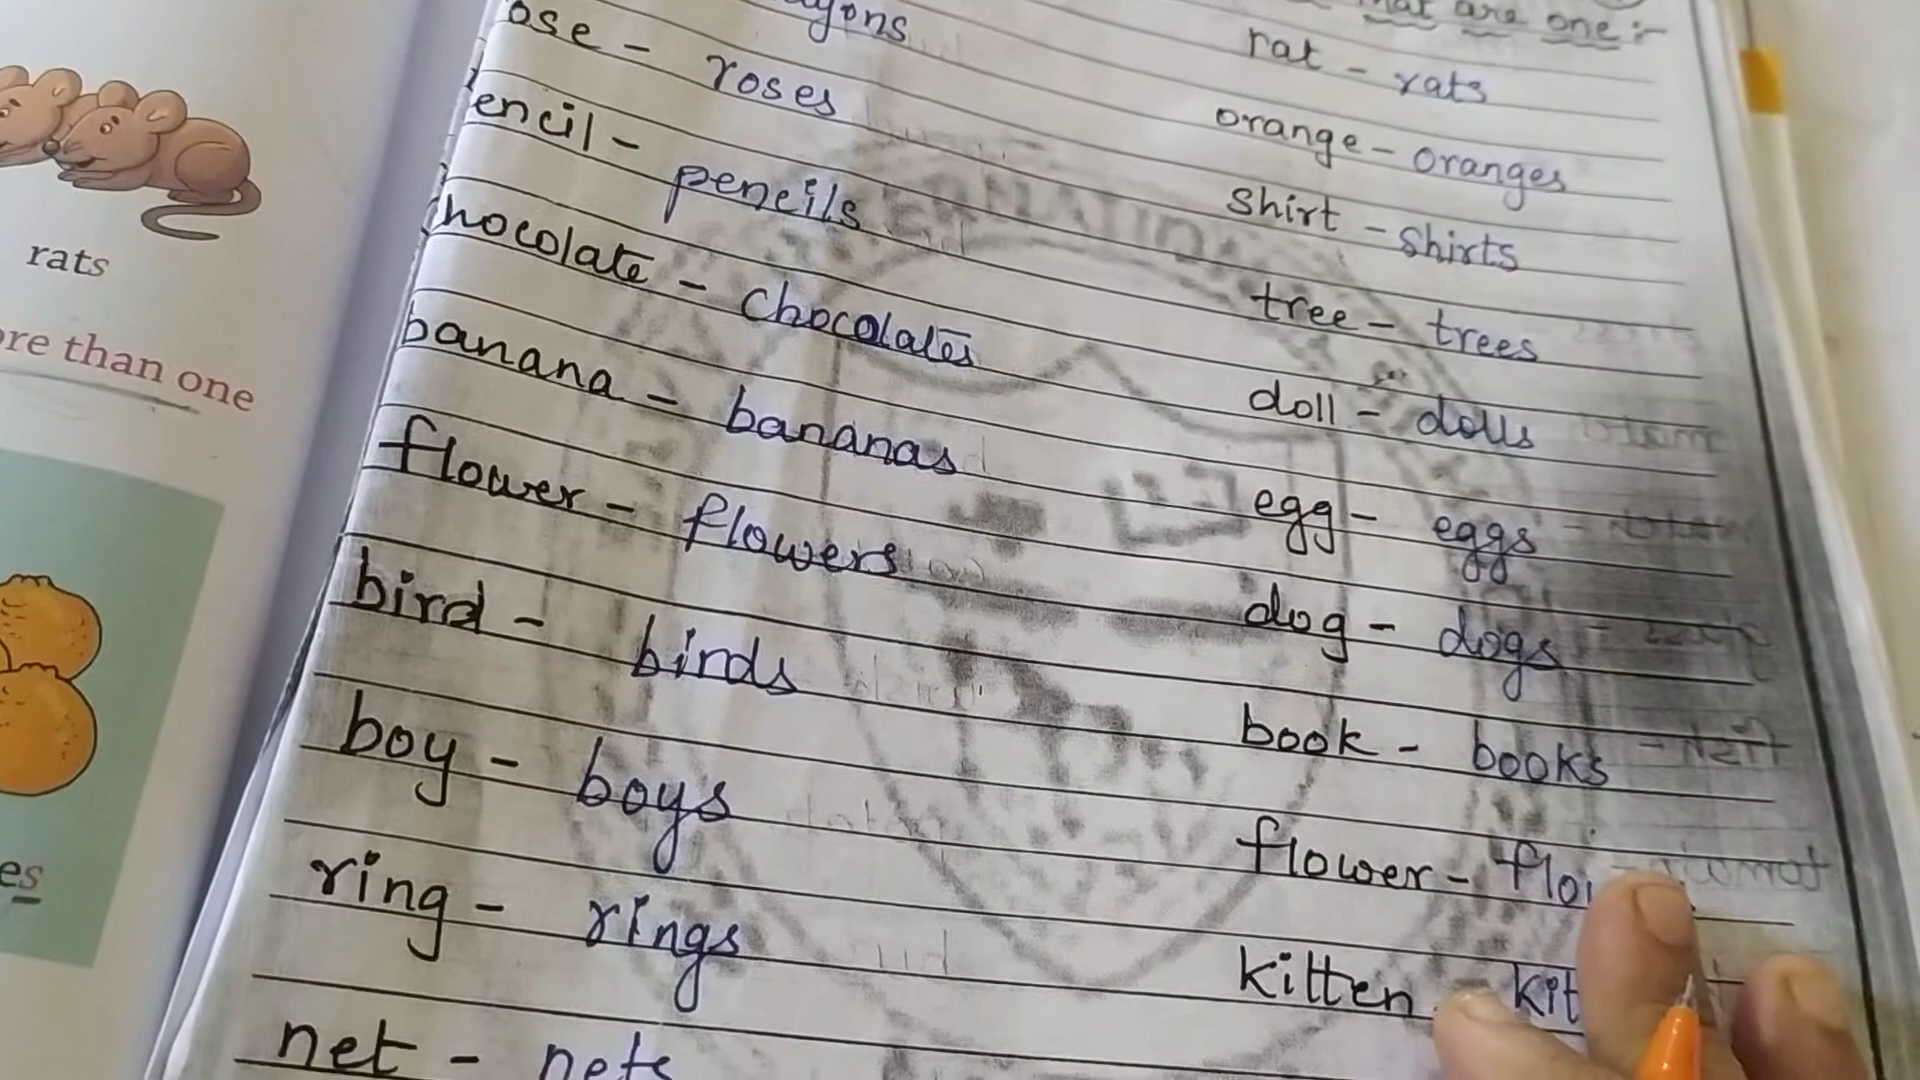 rats
than one
es
ose - roses
encil - pencils
hocolate - chocolates
banana - bananas
flower - flowers
bird - birds
boy - boys
ring - rings
net - nets
are one :-
rat - rats
orange - oranges
shirt - shirts
tree - trees
doll - dolls
egg - eggs
dog - dogs
book - books
flower - flo
kitten - kit